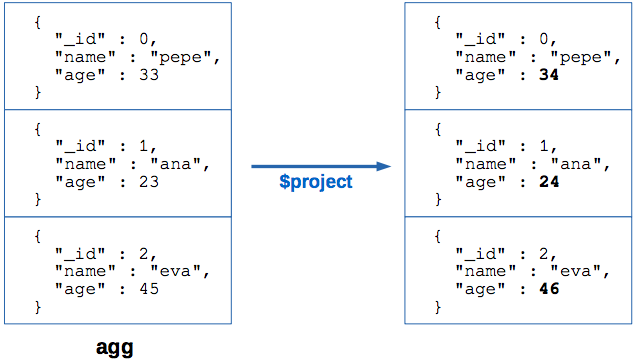 {
"_id" : 0,
"name" : "pepe",
"age" : 33
}
{
"_id" : 1,
"name" : "ana",
"age" : 23
}
{
"_id" : 2,
"name" : "eva",
"age" : 45
}
agg
$project
{
"_id" : 0,
"name" : "pepe",
"age" : 34
}
{
"_id" : 1,
"name" : "ana",
"age" : 24
}
{
"_id" : 2,
"name" : "eva",
"age" : 46
}